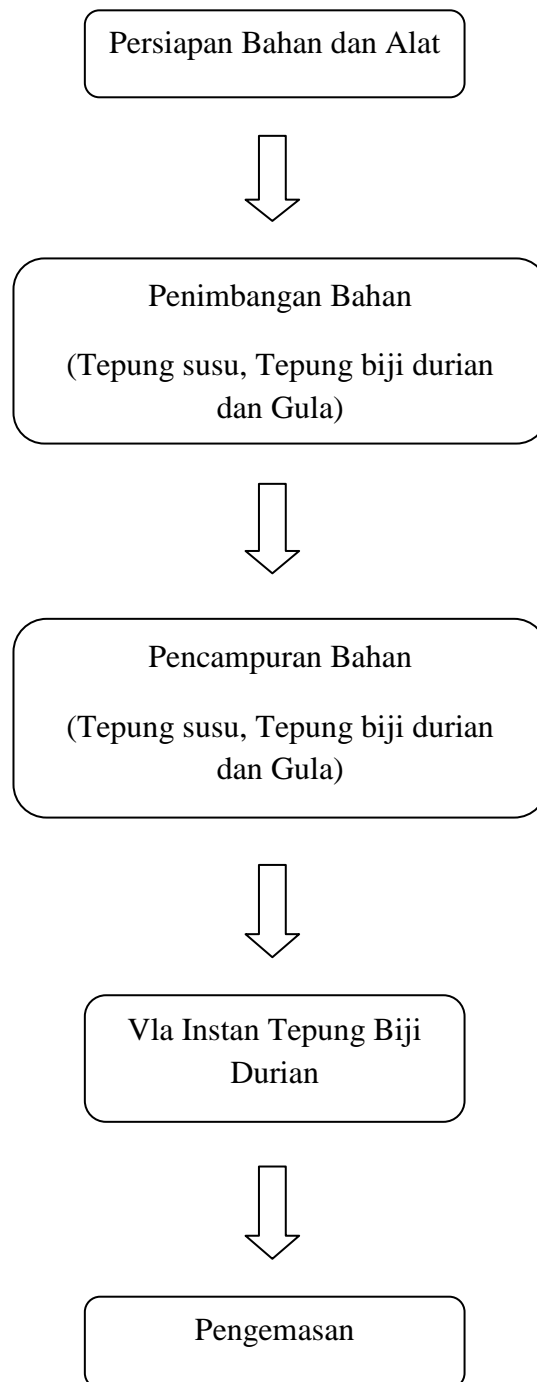 Persiapan Bahan dan Alat
Penimbangan Bahan
(Tepung susu, Tepung biji durian
dan Gula)
Pencampuran Bahan
(Tepung susu, Tepung biji durian
dan Gula)
Vla Instan Tepung Biji
Durian
Pengemasan